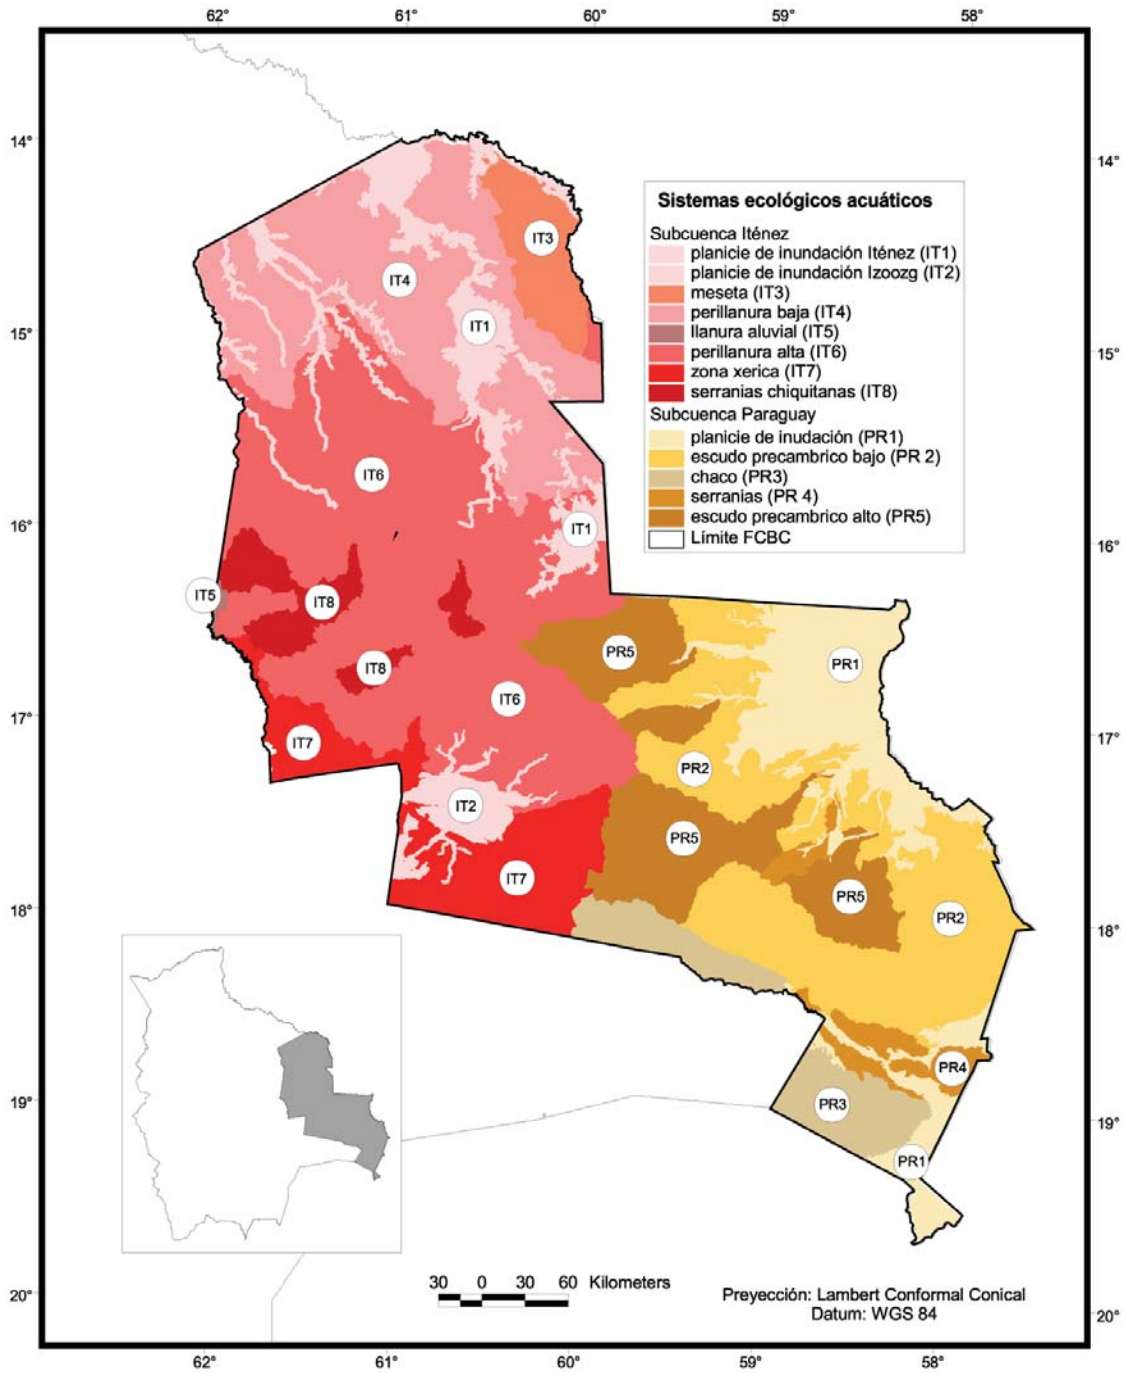 62° 61° 60° 59° 58°
14° 14°
IT3
IT4
IT1
15° 15°
IT6
16° 16°
IT1
IT5
IT8
PR5
PR1
IT8
IT6
17° 17°
IT7
PR2
IT2
PR5
IT7
PR5
PR2
18° 18°
PR4
19° 19°
PR3
PR1
20° 20°
Sistemas ecológicos acuáticos
Subcuenca Iténez
planicie de inundación Iténez (IT1)
planicie de inundación Izoozg (IT2)
meseta (IT3)
perillanura baja (IT4)
llanura aluvial (IT5)
perillanura alta (IT6)
zona xerica (IT7)
serranias chiquitanas (IT8)
Subcuenca Paraguay
planicie de inudación (PR1)
escudo precambrico bajo (PR 2)
chaco (PR3)
serranias (PR 4)
escudo precambrico alto (PR5)
Límite FCBC
30 0 30 60 Kilometers
Preyección: Lambert Conformal Conical
Datum: WGS 84
62° 61° 60° 59° 58°